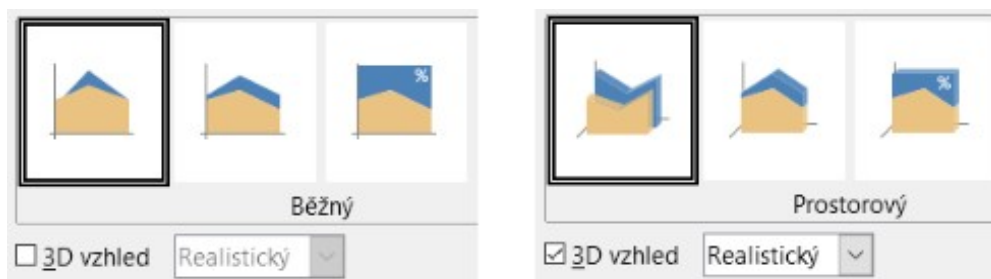 %
Běžný
3D vzhled Realistický
%
Prostorový
3D vzhled Realistický